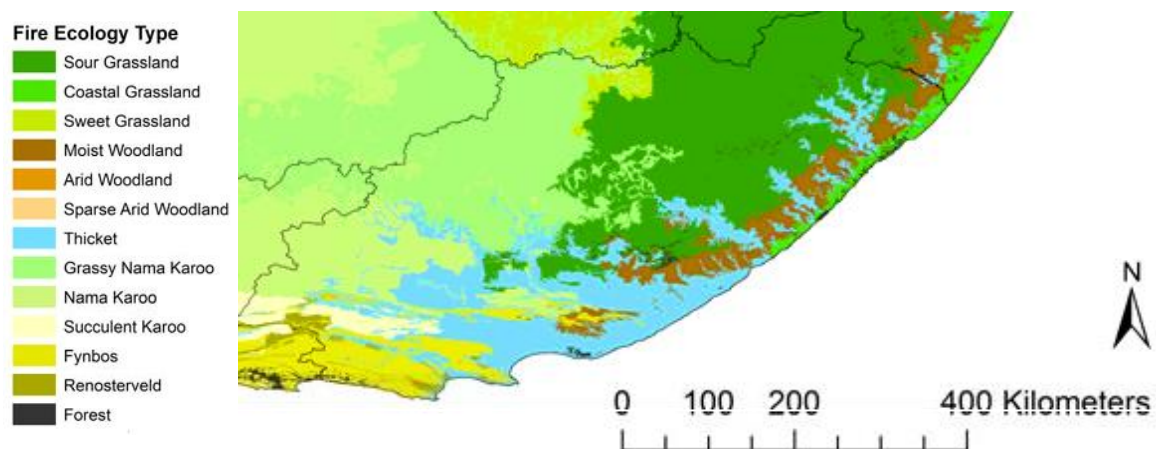 Fire Ecology Type
Sour Grassland
Coastal Grassland
Sweet Grassland
Moist Woodland
Arid Woodland
Sparse Arid Woodland
Thicket
Grassy Nama Karoo
Nama Karoo
Succulent Karoo
Fynbos
Renosterveld
Forest
N
0 100 200 400 Kilometers